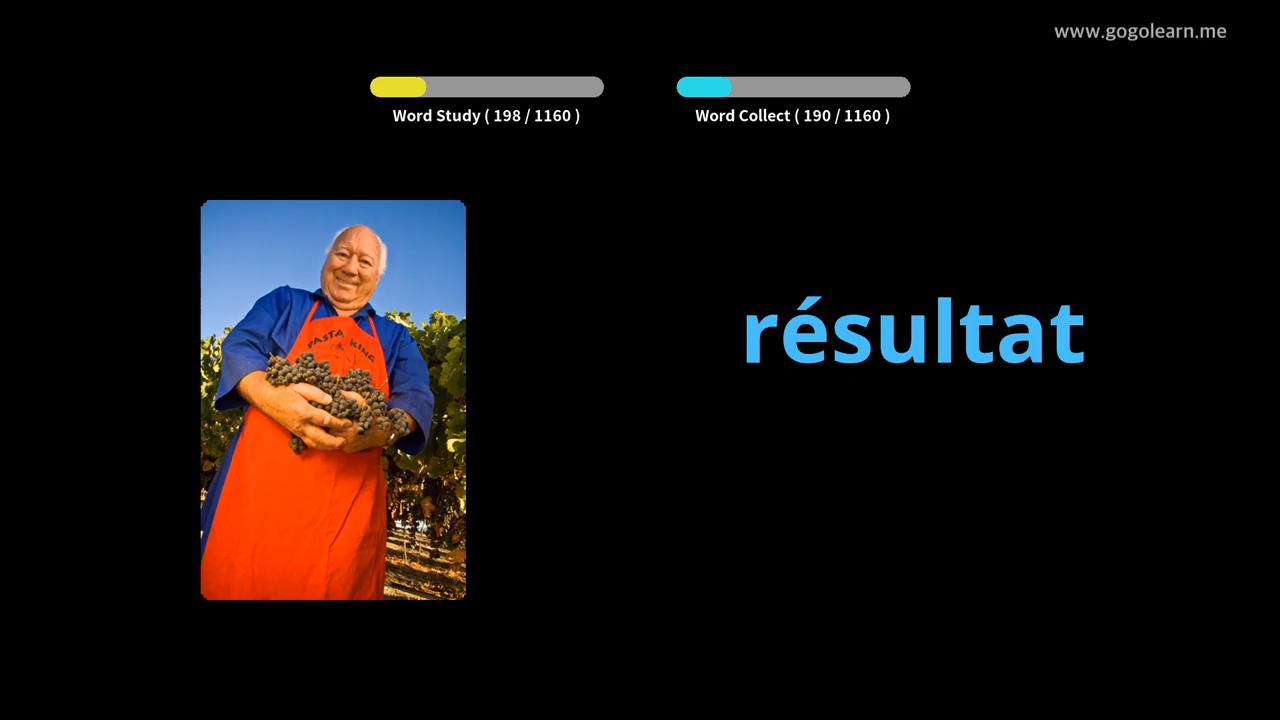 www.gogolearn.me
Word Study ( 198 / 1160 )
Word Collect ( 190 / 1160 )
PASTA KING
résultat